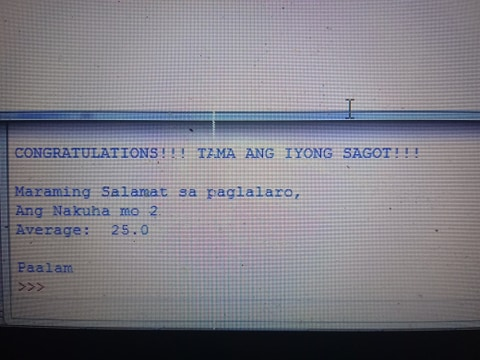 CONGRATULATIONS!!! TAMA ANG IYONG SAGOT!!!
Maraming Salamat sa paglalaro,
Ang Nakuha mo 2
Average:  25.0
Paalam
>>>